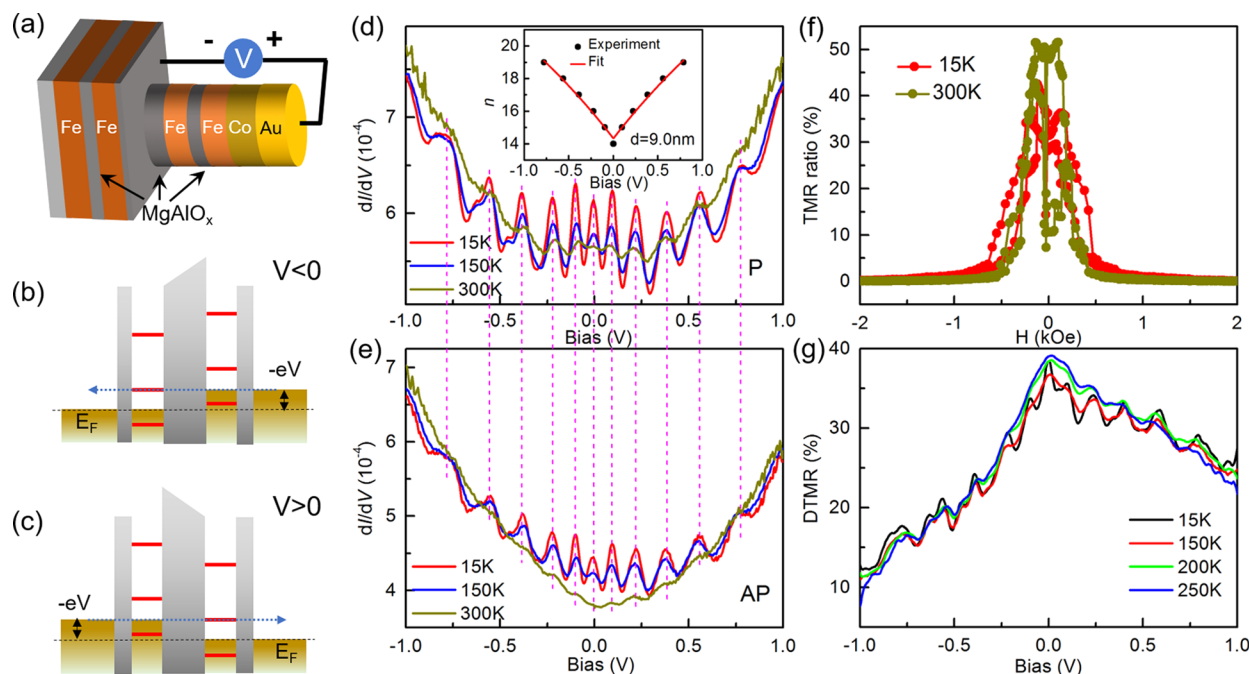 (a)
- V +
Fe Fe Fe Fe Co Au
MgAlOx
(b)
V<0
-eV
EF
(c)
V>0
-eV
EF
(d)
dI/dV (10⁻⁴)
7
6
20
18
16
14
n
Experiment
Fit
d=9.0nm
-1.0 -0.5 0.0 0.5 1.0
Bias (V)
15K
150K
300K
P
-1.0 -0.5 0.0 0.5 1.0
Bias (V)
(e)
dI/dV (10⁻⁴)
7
6
5
4
15K
150K
300K
AP
-1.0 -0.5 0.0 0.5 1.0
Bias (V)
(f)
TMR ratio (%)
50
40
30
20
10
0
15K
300K
-2 -1 0 1 2
H (kOe)
(g)
DTMR (%)
40
30
20
10
15K
150K
200K
250K
-1.0 -0.5 0.0 0.5 1.0
Bias (V)